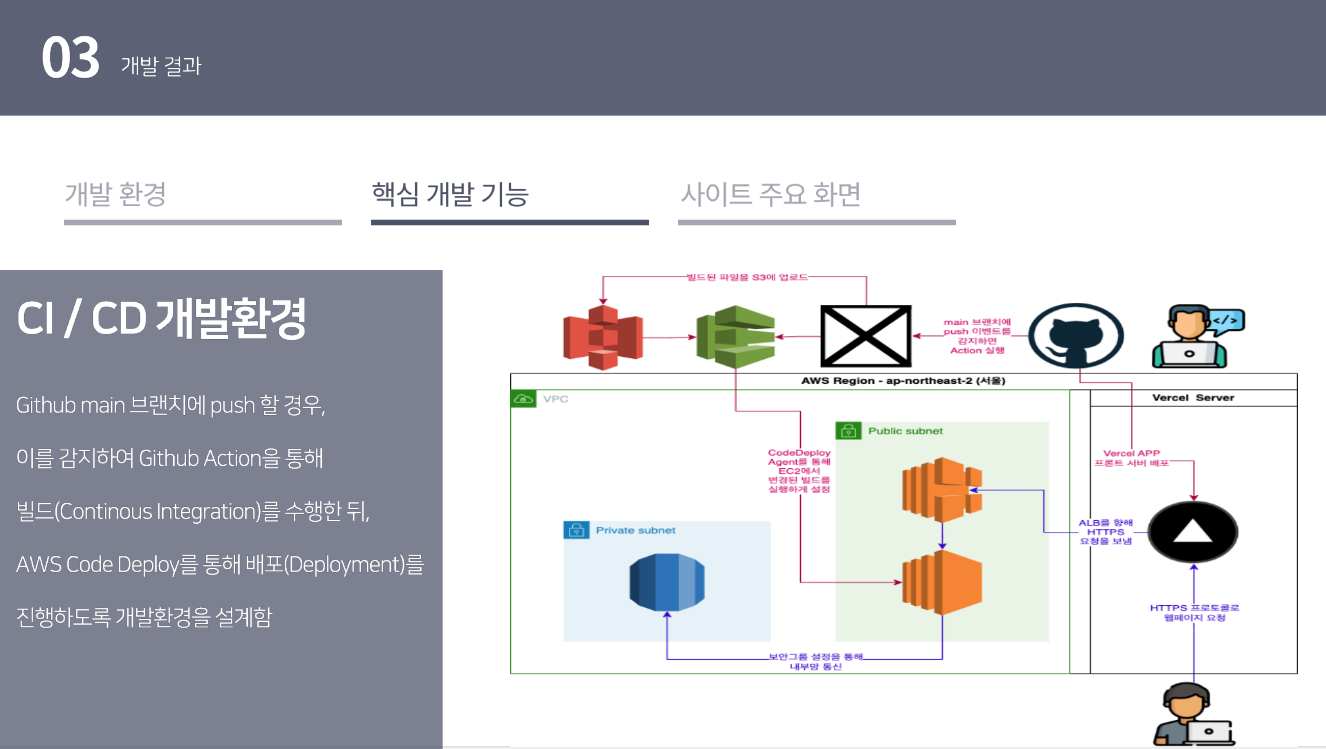 03 개발 결과
개발 환경
핵심 개발 기능
사이트 주요 화면
CI / CD 개발환경
Github main 브랜치에 push 할 경우,
이를 감지하여 Github Action을 통해
빌드(Continous Integration)를 수행한 뒤,
AWS Code Deploy를 통해 배포(Deployment)를
진행하도록 개발환경을 설계함
빌드된 파일을 S3에 업로드
main 브랜치에
push 이벤트를
감지하면
Action 실행
</>
AWS Region - ap-northeast-2 (서울)
VPC
Vercel Server
Public subnet
CodeDeploy
Agent를 통해
EC2에서
변경된 빌드를
실행하게 설정
Vercel APP
프론트 서버 배포
Private subnet
ALB를 향해
HTTPS
요청을 보냄
HTTPS 프로토콜로
웹페이지 요청
보안그룹 설정을 통해
내부망 통신